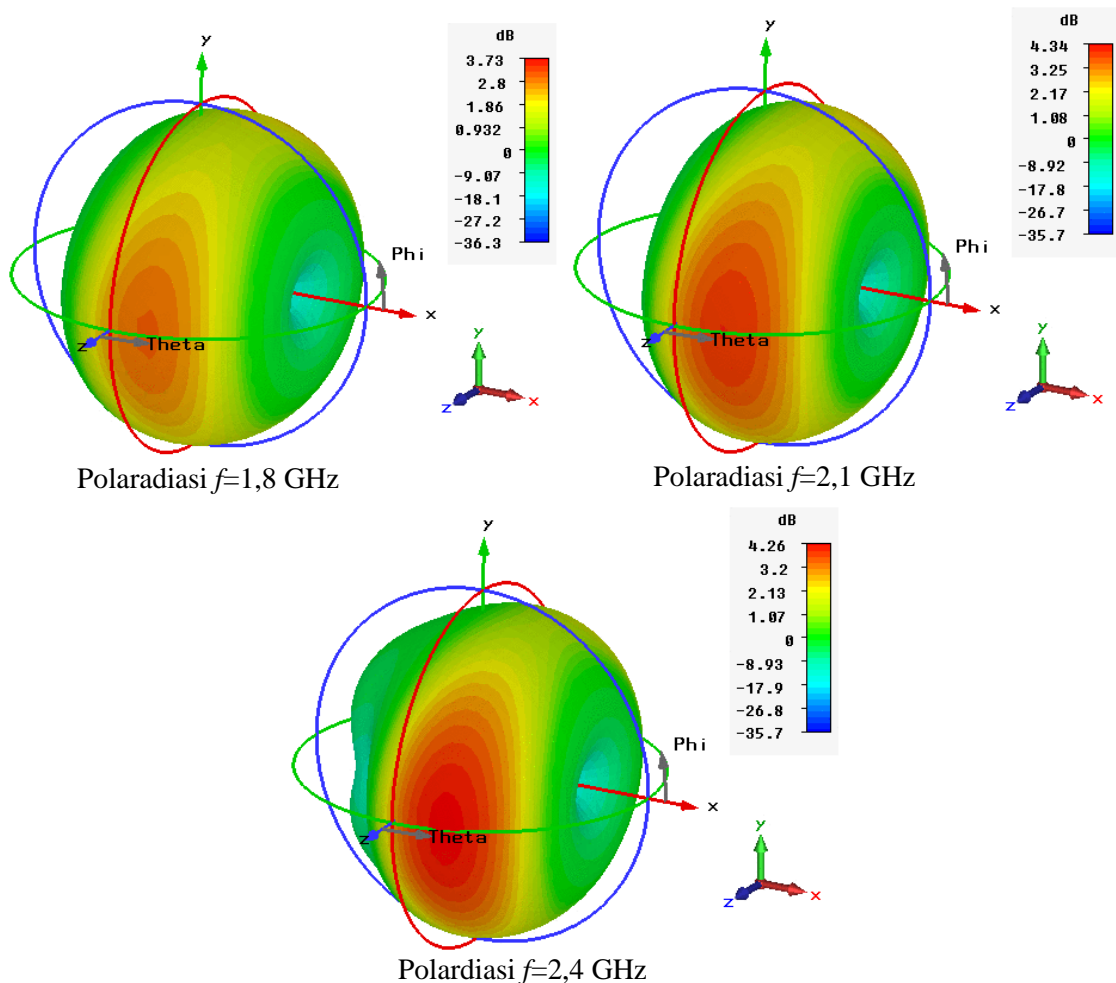 dB
3.73
2.8
1.86
0.932
0
-9.07
-18.1
-27.2
-36.3
y
Phi
x
z
Theta
y
z
x
Polaradiasi f=1,8 GHz
dB
4.34
3.25
2.17
1.08
0
-8.92
-17.8
-26.7
-35.7
y
Phi
x
z
Theta
y
z
x
Polaradiasi f=2,1 GHz
dB
4.26
3.2
2.13
1.07
0
-8.93
-17.9
-26.8
-35.7
y
Phi
x
z
Theta
y
z
x
Polardiasi f=2,4 GHz